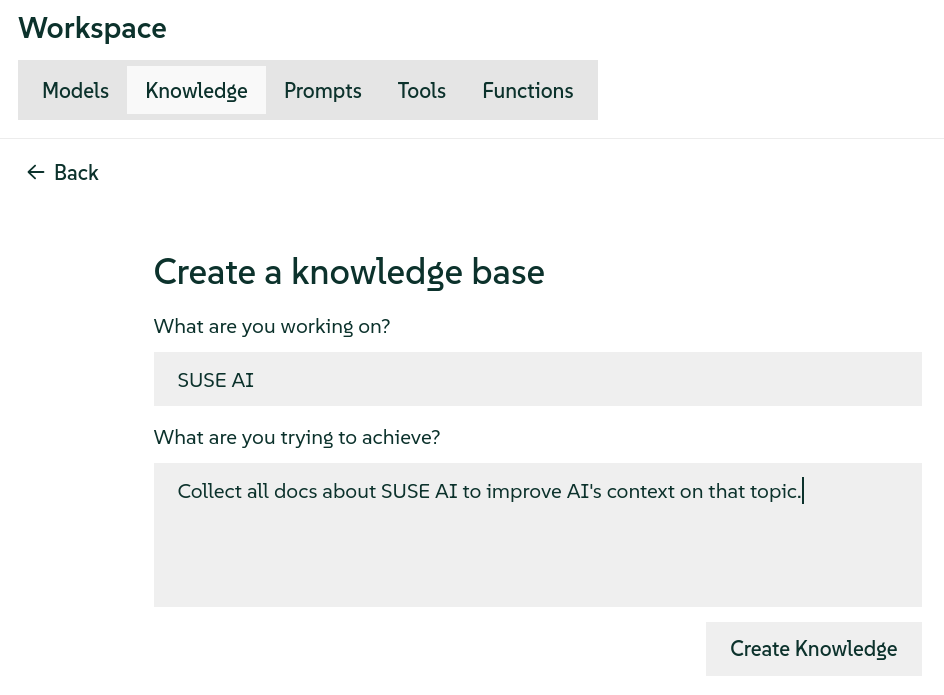 Workspace
Models Knowledge Prompts Tools Functions
← Back
Create a knowledge base
What are you working on?
SUSE AI
What are you trying to achieve?
Collect all docs about SUSE AI to improve AI's context on that topic.
Create Knowledge